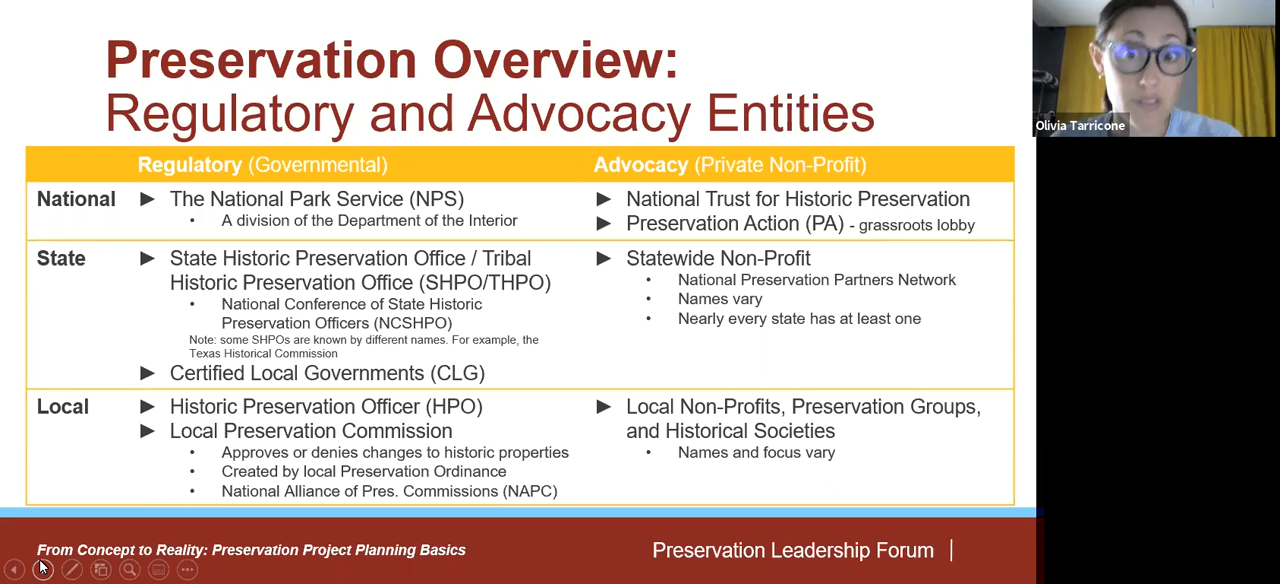 Preservation Overview:
Regulatory and Advocacy Entities
Olivia Tarricone
Regulatory (Governmental)
Advocacy (Private Non-Profit)
National
► The National Park Service (NPS)
• A division of the Department of the Interior
► National Trust for Historic Preservation
► Preservation Action (PA) - grassroots lobby
State
► State Historic Preservation Office / Tribal
Historic Preservation Office (SHPO/THPO)
• National Conference of State Historic
Preservation Officers (NCSHPO)
Note: some SHPOs are known by different names. For example, the
Texas Historical Commission
► Certified Local Governments (CLG)
► Statewide Non-Profit
• National Preservation Partners Network
• Names vary
• Nearly every state has at least one
Local
► Historic Preservation Officer (HPO)
► Local Preservation Commission
• Approves or denies changes to historic properties
• Created by local Preservation Ordinance
• National Alliance of Pres. Commissions (NAPC)
► Local Non-Profits, Preservation Groups,
and Historical Societies
• Names and focus vary
From Concept to Reality: Preservation Project Planning Basics
Preservation Leadership Forum |